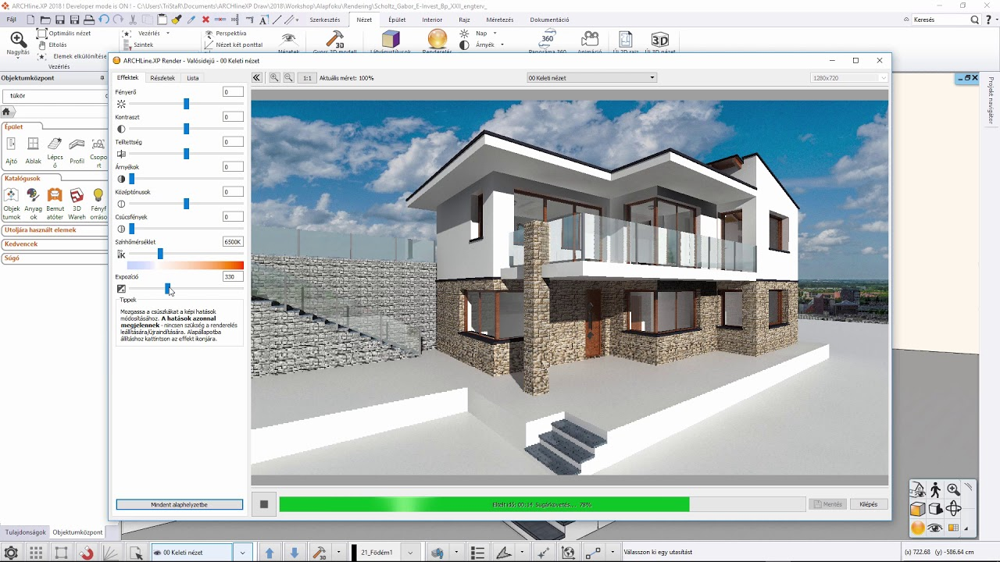 ARCHline.XP 2018 ! Developer mode is ON ! - C:\Users\TriStaR\Documents\ARCHlineXP Draw\2018\Workshop\Alapfoku\Rendering\Scholtz_Gabor_E-Invest_Bp_XXII_engterv_
Fájl
Szerkesztés
Nézet
Épület
Interior
Rajz
Méretezés
Dokumentáció
Keresés
Nagyítás
Optimális nézet
Eltolás
Elemek elkülönítése
Vezérlés
Vezérlés
Szintek
Perspektíva
Nézet két ponttal
Nézetek
Gyors 3D modell
Látványstílusok
Renderelés
Nap
Árnyék
360
Panoráma 360
Animáció
Új 2D rajz
3D
Új 3D nézet
Objektumközpont
tükör
Épület
Ajtó
Ablak
Lépcső
Profil
Csoport
Katalógusok
Objektumok
Anyagok
Bemutatóter
3D Wareh
Fényforráso
Utoljára használt elemek
Kedvencek
Súgó
Tulajdonságok
Objektumközpont
ARCHLine.XP Render - Valósidejű - 00 Keleti nézet
Effektek
Részletek
Lista
1:1
Aktuális méret: 100%
00 Keleti nézet
1280x720
Fényerő
0
Kontraszt
0
Telítettség
0
Árnyékok
0
Középtónusok
0
Csúcsfények
0
Színhőmérséklet
6500K
Expozíció
330
Tippek
Mozgassa a csúszkákat a képi hatások
módosításához. A hatások azonnal
megjelennek - nincsen szükség a renderelés
leállítására/újraindítására. Alapállapotba
állításhoz kattintson az effekt ikonjára.
Mindent alaphelyzetbe
Eltelt idő: 00:14 Sugárkövetés... 78%
Mentés
Kilépés
Projekt navigátor
00 Keleti nézet
21_Födém1
Válasszon ki egy utasítást
(x) 722.68 (y) -586.64 cm